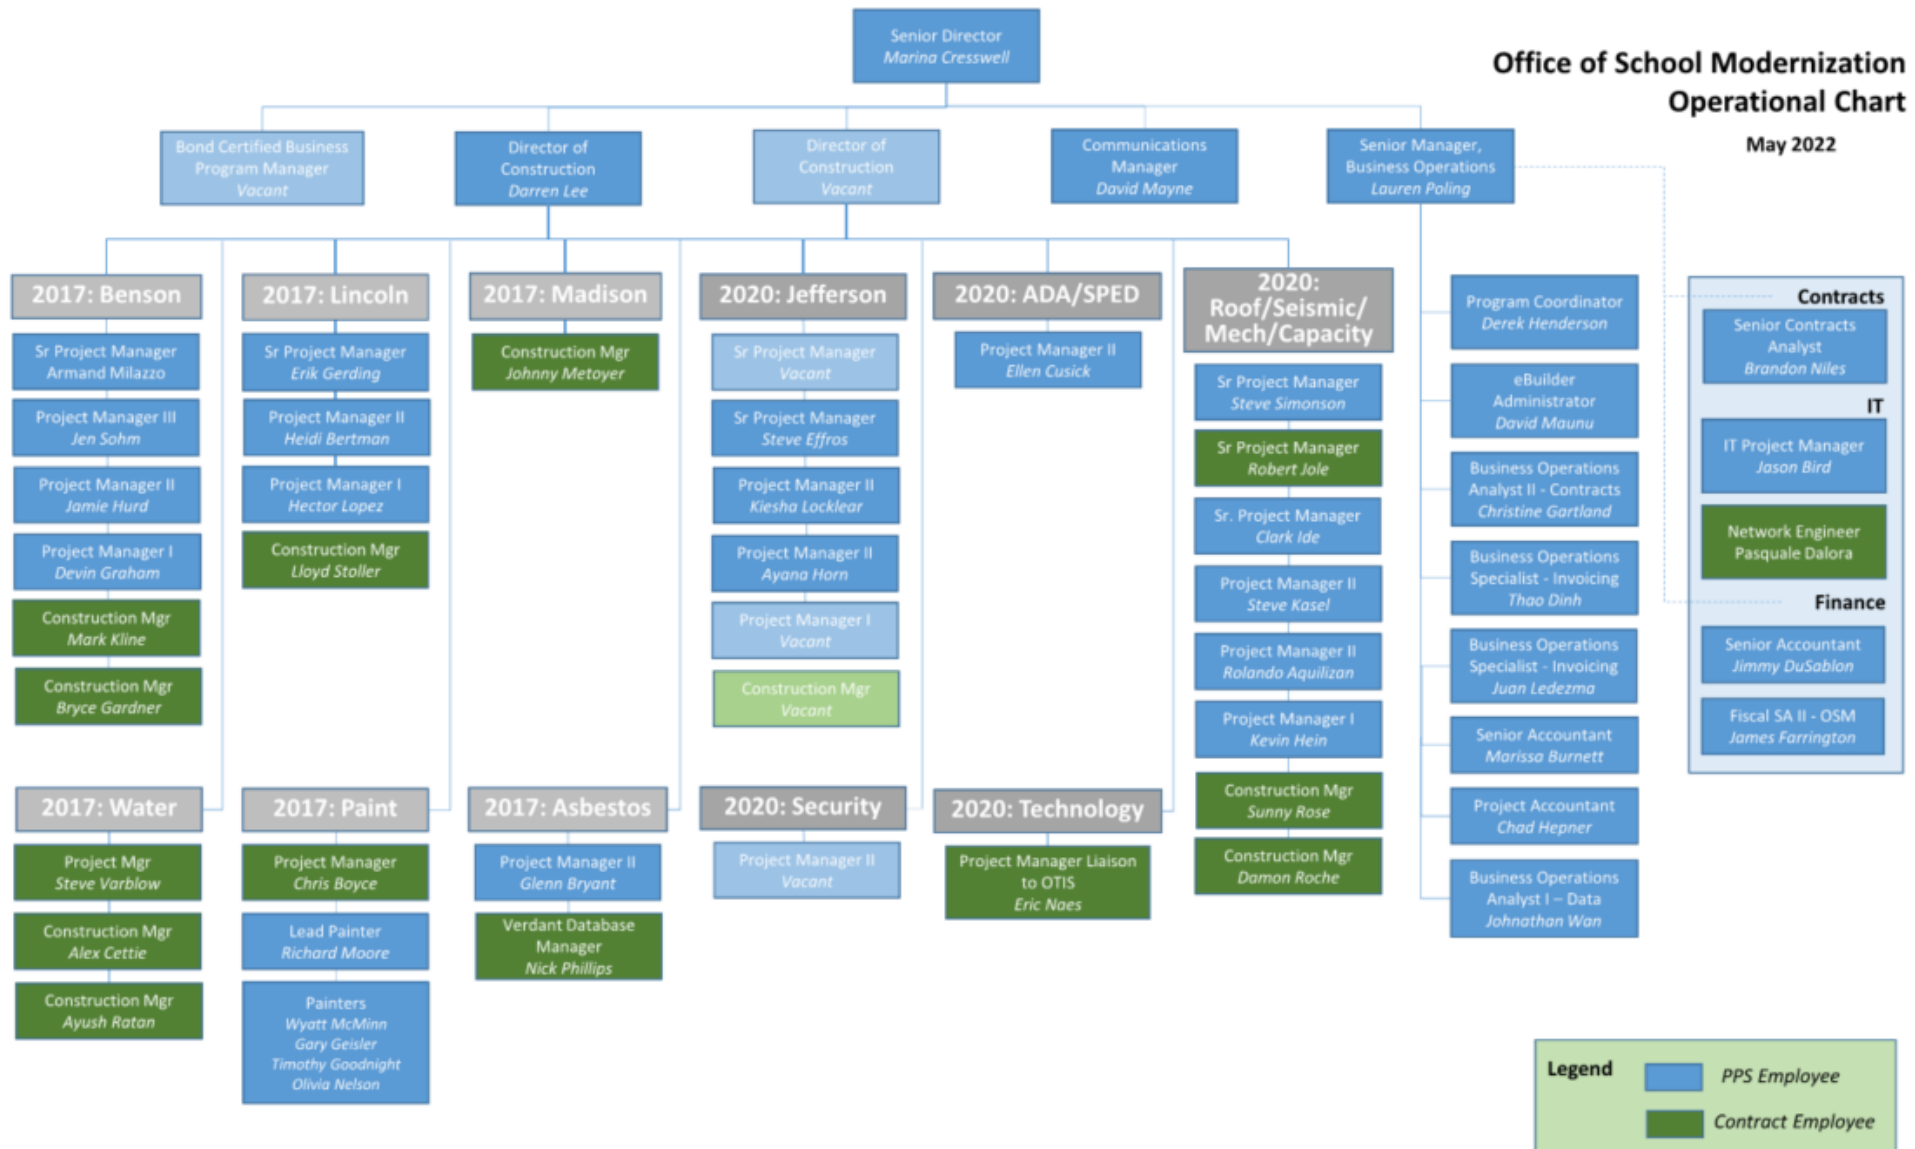 Senior Director
Marina Cresswell
Office of School Modernization
Operational Chart
May 2022
Bond Certified Business
Program Manager
Vacant
Director of
Construction
Darren Lee
Director of
Construction
Vacant
Communications
Manager
David Mayne
Senior Manager,
Business Operations
Lauren Poling
2017: Benson
Sr Project Manager
Armand Milazzo
Project Manager III
Jen Sohm
Project Manager II
Jamie Hurd
Project Manager I
Devin Graham
Construction Mgr
Mark Kline
Construction Mgr
Bryce Gardner
2017: Lincoln
Sr Project Manager
Erik Gerding
Project Manager II
Heidi Bertman
Project Manager I
Hector Lopez
Construction Mgr
Lloyd Stoller
2017: Madison
Construction Mgr
Johnny Metoyer
2020: Jefferson
Sr Project Manager
Vacant
Sr Project Manager
Steve Effros
Project Manager II
Kiesha Locklear
Project Manager II
Ayana Horn
Project Manager I
Vacant
Construction Mgr
Vacant
2020: ADA/SPED
Project Manager II
Ellen Cusick
2020:
Roof/Seismic/
Mech/Capacity
Sr Project Manager
Steve Simonson
Sr Project Manager
Robert Jole
Sr. Project Manager
Clark Ide
Project Manager II
Steve Kasel
Project Manager II
Rolando Aquilizan
Project Manager I
Kevin Hein
Construction Mgr
Sunny Rose
Construction Mgr
Damon Roche
Program Coordinator
Derek Henderson
eBuilder
Administrator
David Maunu
Business Operations
Analyst II - Contracts
Christine Gartland
Business Operations
Specialist - Invoicing
Thao Dinh
Business Operations
Specialist - Invoicing
Juan Ledezma
Senior Accountant
Marissa Burnett
Project Accountant
Chad Hepner
Business Operations
Analyst I – Data
Johnathan Wan
Contracts
Senior Contracts
Analyst
Brandon Niles
IT
IT Project Manager
Jason Bird
Network Engineer
Pasquale Dalora
Finance
Senior Accountant
Jimmy DuSablon
Fiscal SA II - OSM
James Farrington
2017: Water
Project Mgr
Steve Varblow
Construction Mgr
Alex Cettie
Construction Mgr
Ayush Ratan
2017: Paint
Project Manager
Chris Boyce
Lead Painter
Richard Moore
Painters
Wyatt McMinn
Gary Geisler
Timothy Goodnight
Olivia Nelson
2017: Asbestos
Project Manager II
Glenn Bryant
Verdant Database
Manager
Nick Phillips
2020: Security
Project Manager II
Vacant
2020: Technology
Project Manager Liaison
to OTIS
Eric Naes
Legend
PPS Employee
Contract Employee